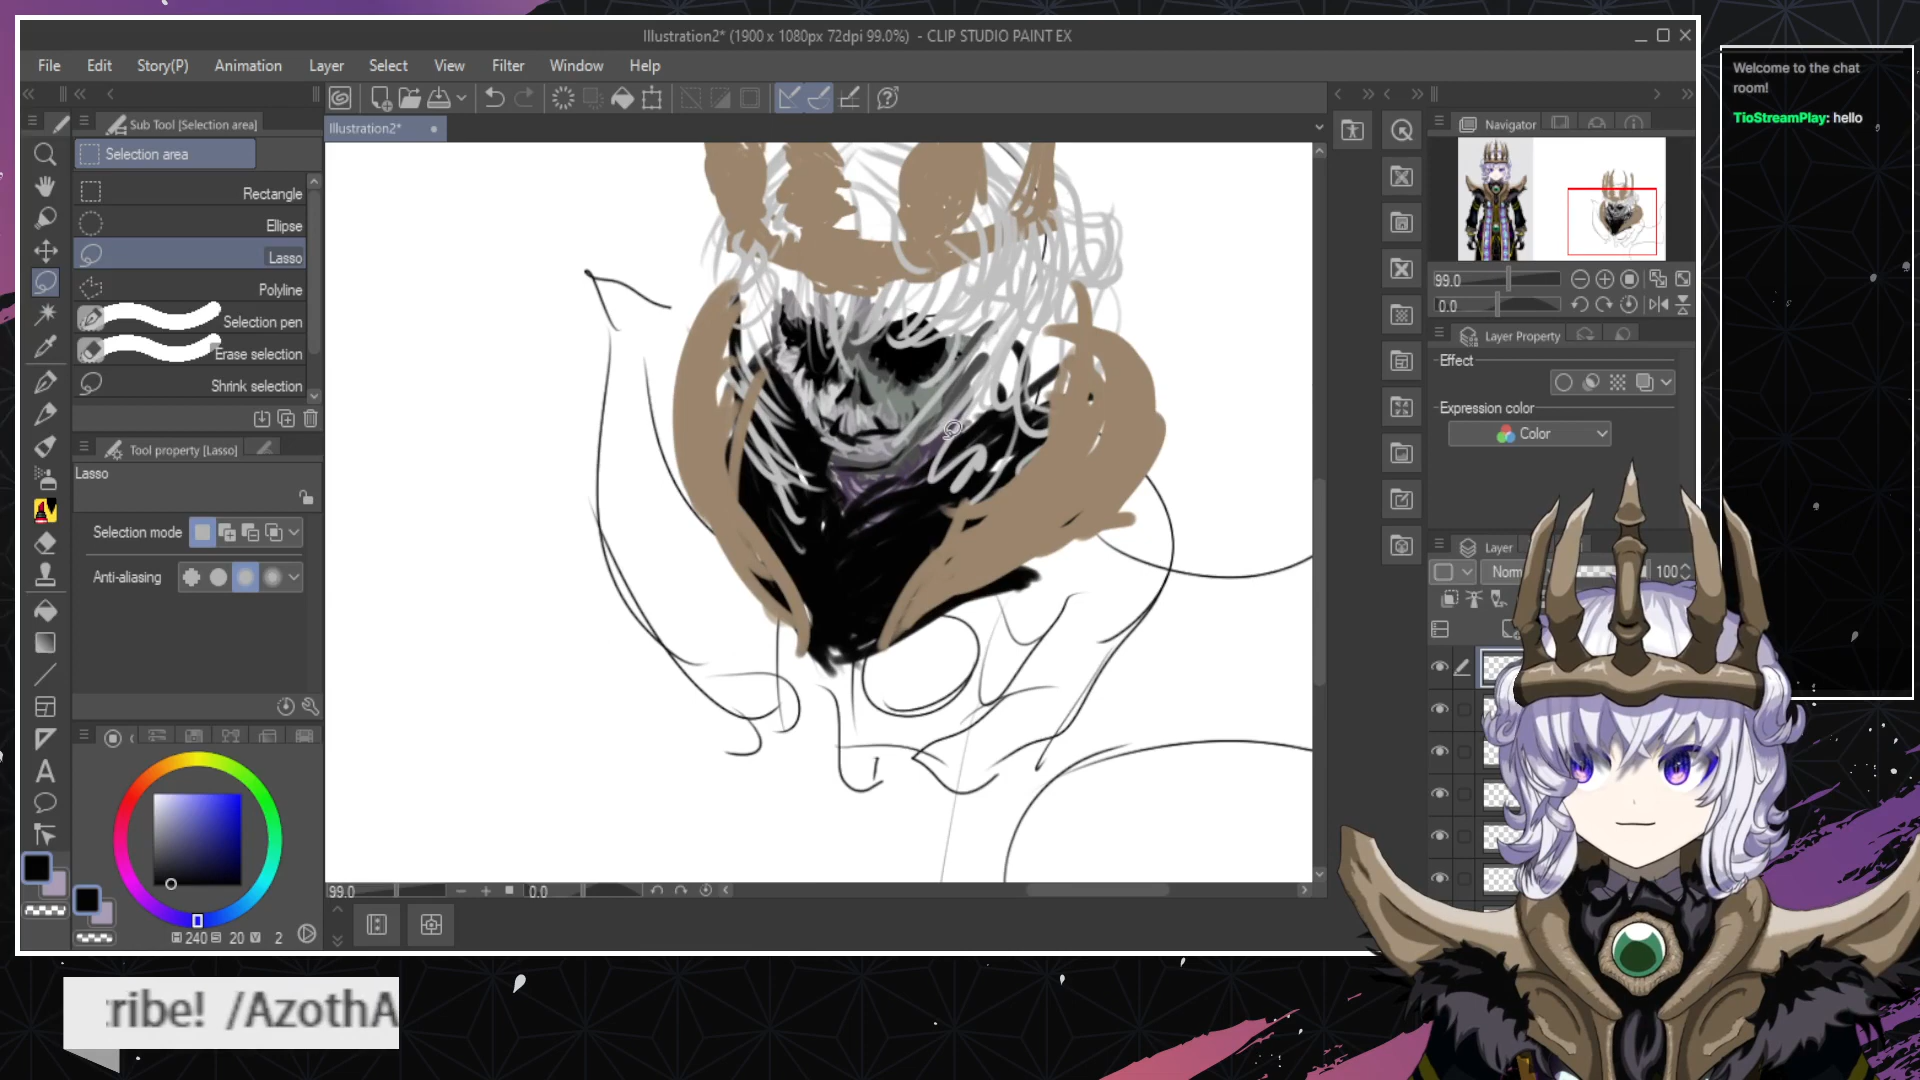 Illustration2* (1900 x 1080px 72dpi 99.0%) - CLIP STUDIO PAINT EX
File Edit Story(P) Animation Layer Select View Filter Window Help
Sub Tool [Selection area]
Illustration2*
Selection area
Rectangle
Ellipse
Lasso
Polyline
Selection pen
Erase selection
Shrink selection
Tool property [Lasso]
Lasso
Selection mode
Anti-aliasing
240 20 2
99.0 0.0
Navigator
99.0
0.0
Layer Property
Effect
Expression color
Color
Layer
Norm 100
Welcome to the chat
room!
TioStreamPlay: hello
ribe! /AzothA